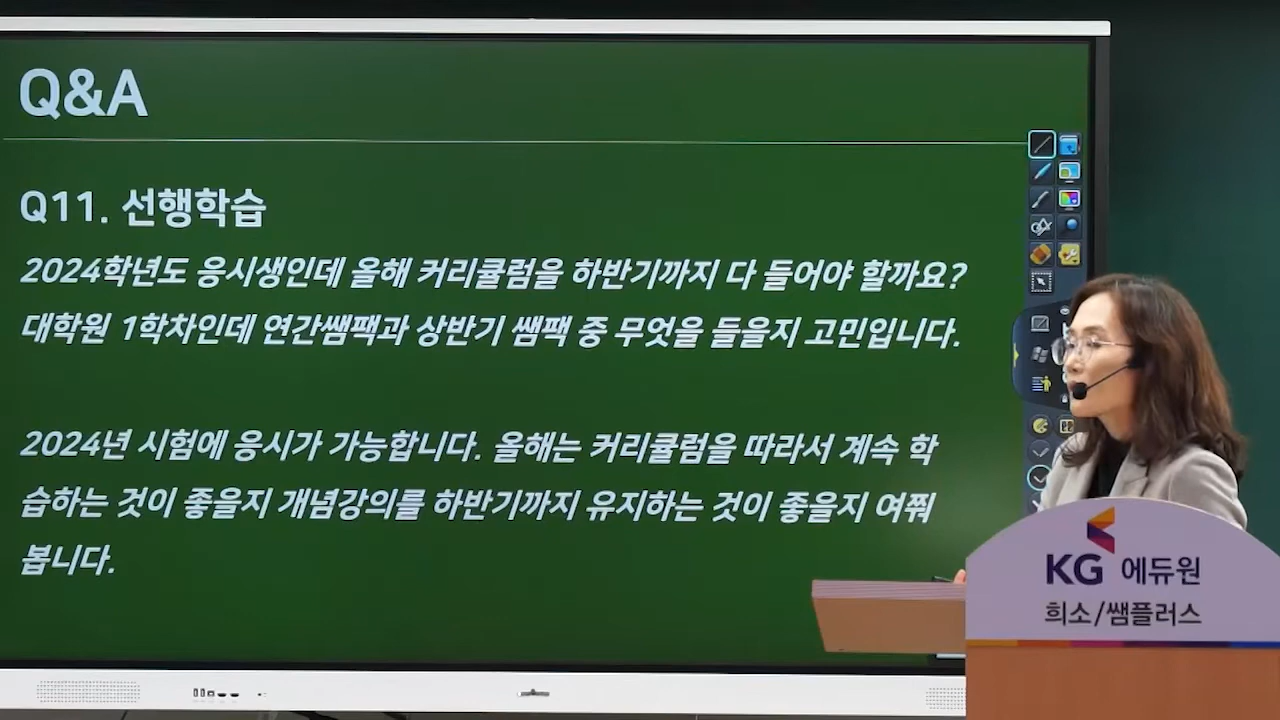 Q&A
Q11. 선행학습
2024학년도 응시생인데 올해 커리큘럼을 하반기까지 다 들어야 할까요?
대학원 1학차인데 연간쌤팩과 상반기 쌤팩 중 무엇을 들을지 고민입니다.
2024년 시험에 응시가 가능합니다. 올해는 커리큘럼을 따라서 계속 학
습하는 것이 좋을지 개념강의를 하반기까지 유지하는 것이 좋을지 여쭤
봅니다.
KG 에듀원
희소/쌤플러스